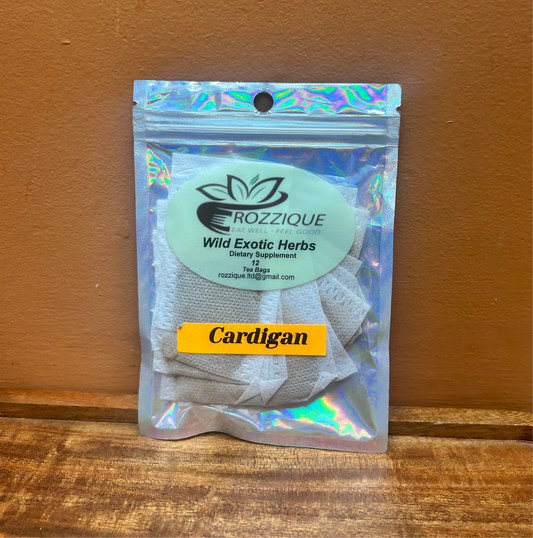 ROZZIQUE
EAT WELL - FEEL GOOD
Wild Exotic Herbs
Dietary Supplement
12
Tea Bags
rozzique.ltd@gmail.com
Cardigan